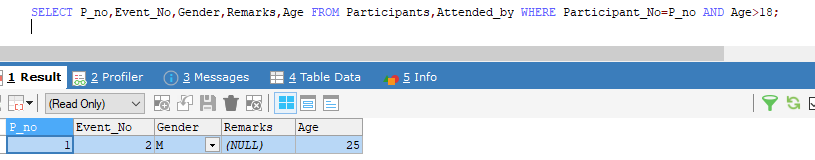 SELECT P_no,Event_No,Gender,Remarks,Age FROM Participants,Attended_by WHERE Participant_No=P_no AND Age>18;
1 Result 2 Profiler 3 Messages 4 Table Data 5 Info
(Read Only)
P_no Event_No Gender Remarks Age
1 2 M (NULL) 25